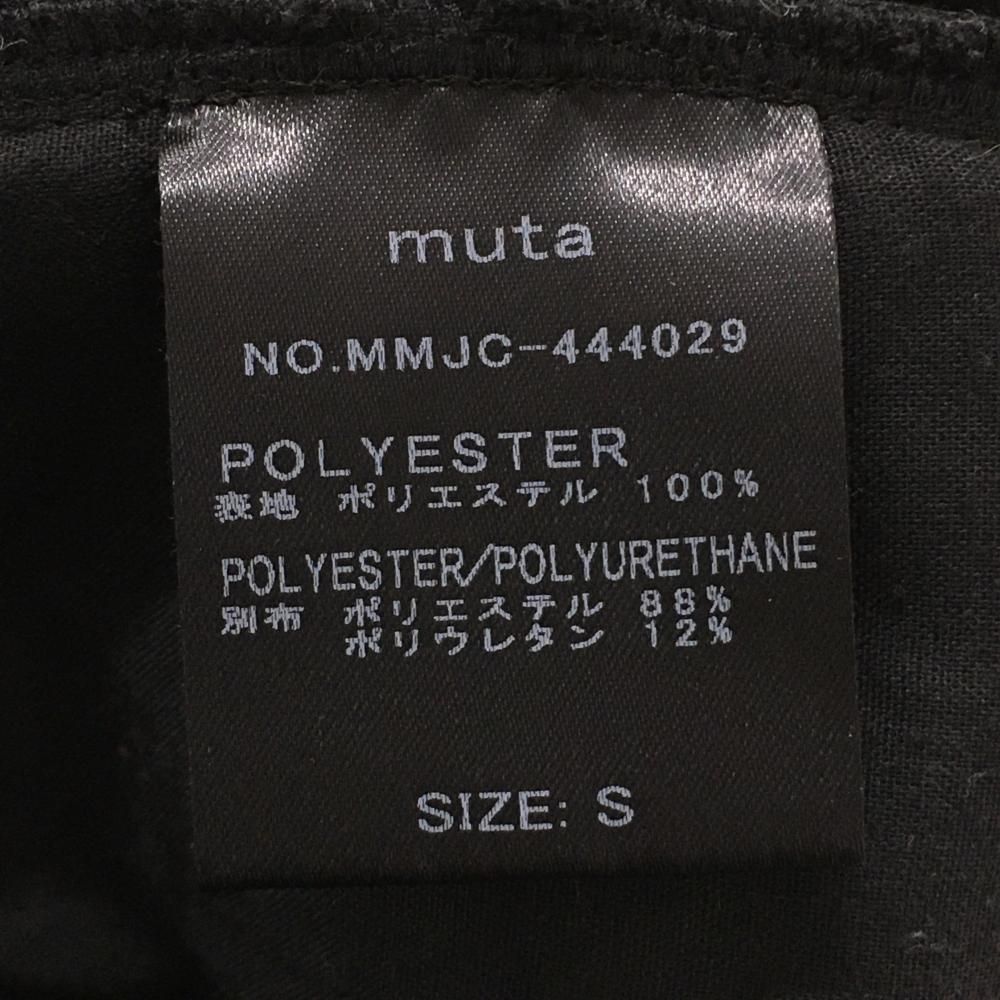 muta
NO.MMJC-444029
POLYESTER
表地 ポリエステル 100%
POLYESTER/POLYURETHANE
別布 ポリエステル 88%
ポリウレタン 12%
SIZE: S